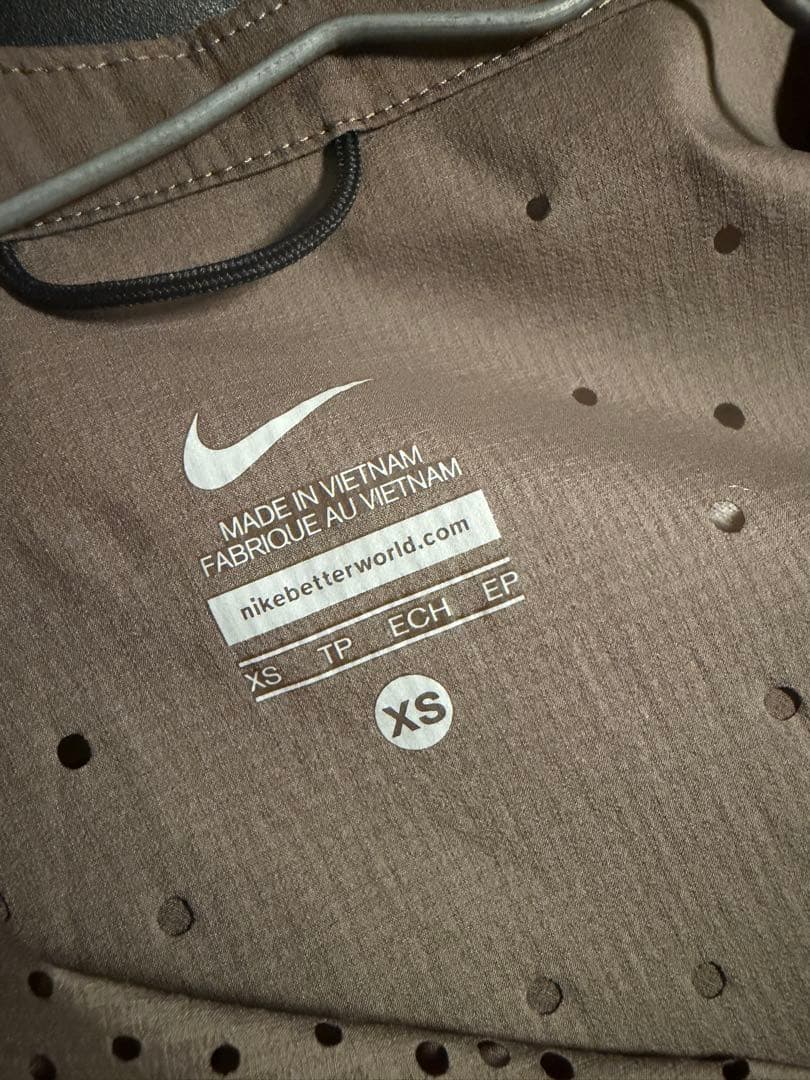 MADE IN VIETNAM
FABRIQUE AU VIETNAM
nikebetterworld.com
XS TP ECH EP
XS